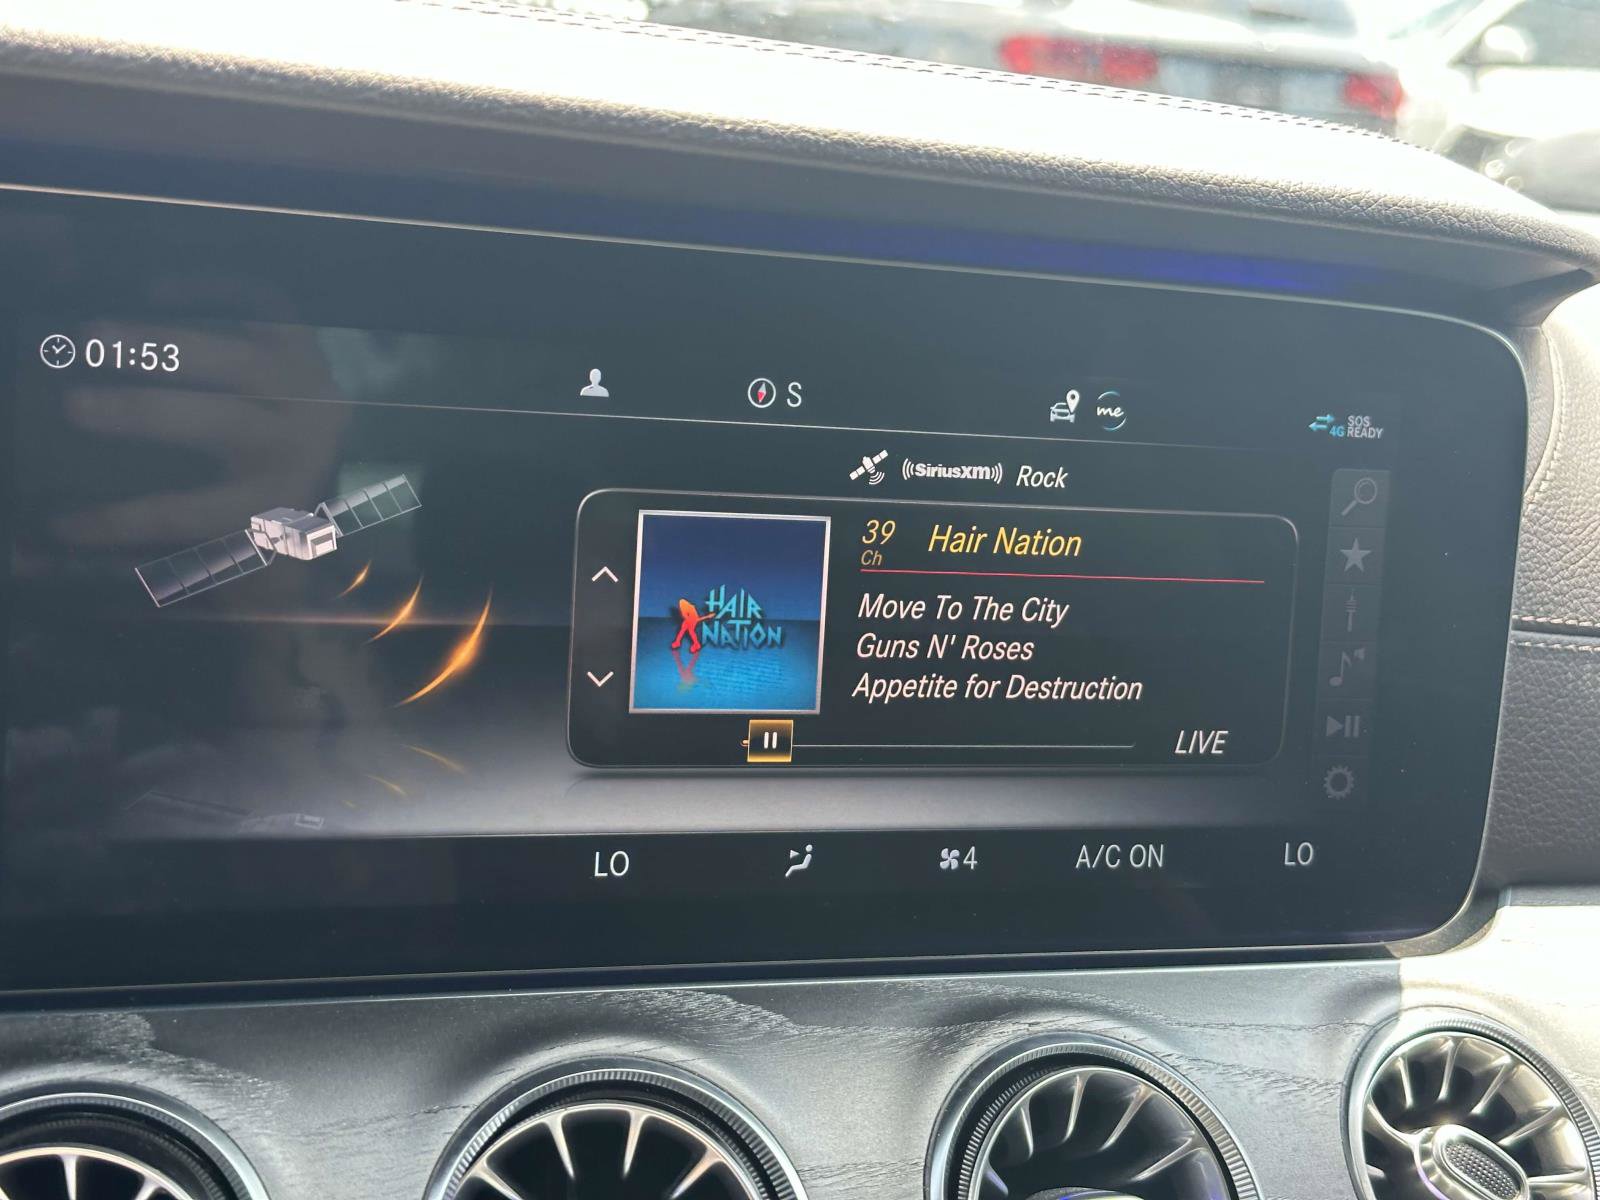 01:53
S
me
4G SOS READY
SiriusXM Rock
39 Ch Hair Nation
HAIR NATION
Move To The City
Guns N' Roses
Appetite for Destruction
LIVE
LO 4 A/C ON LO